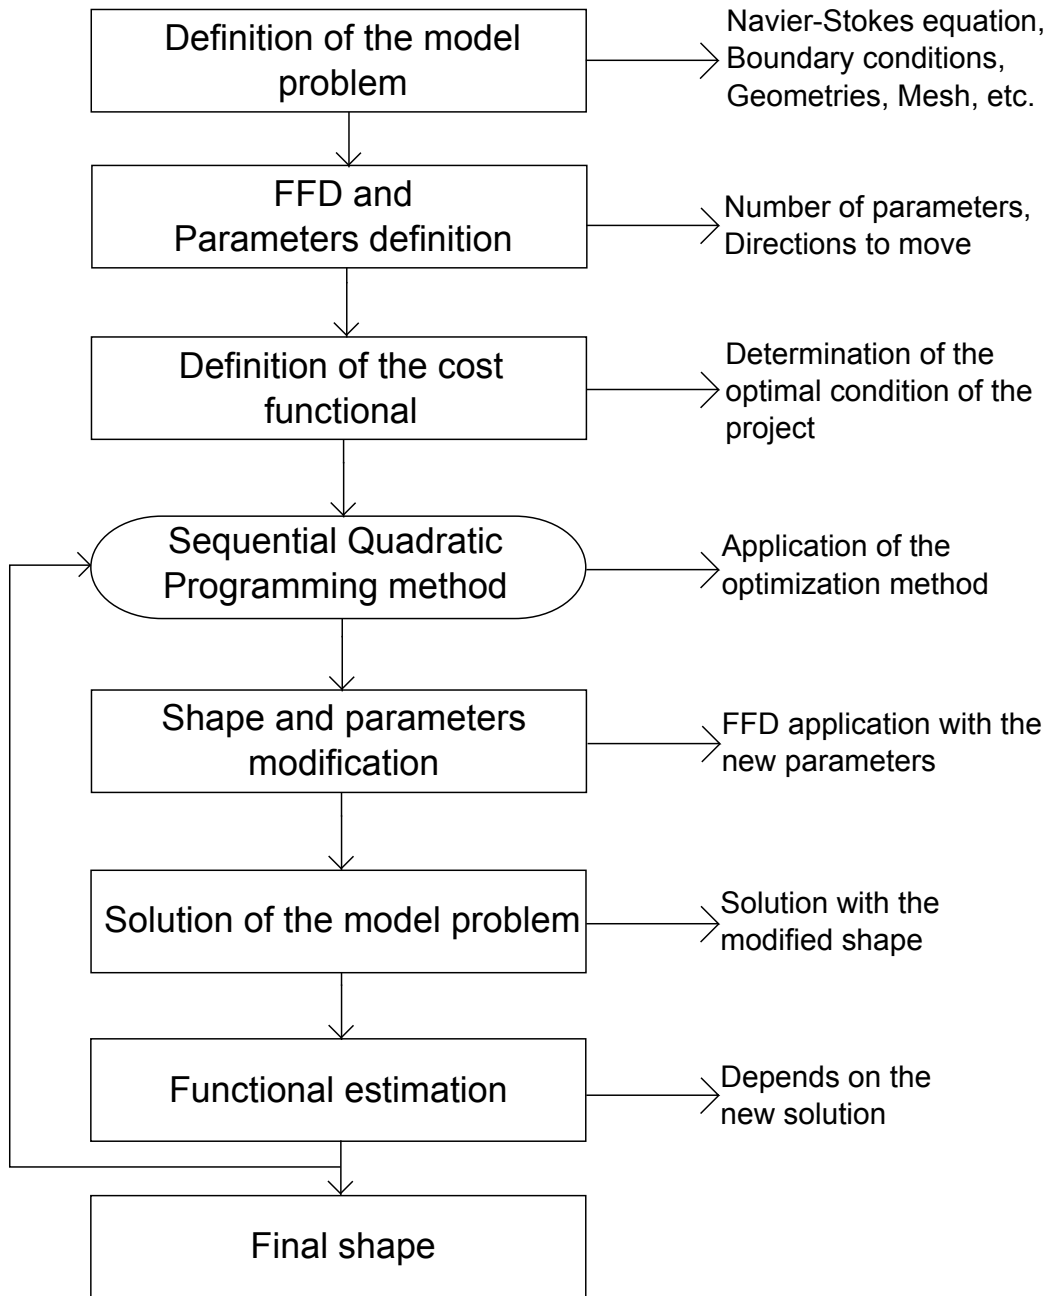 Definition of the model
problem
Navier-Stokes equation,
Boundary conditions,
Geometries, Mesh, etc.
FFD and
Parameters definition
Number of parameters,
Directions to move
Definition of the cost
functional
Determination of the
optimal condition of the
project
Sequential Quadratic
Programming method
Application of the
optimization method
Shape and parameters
modification
FFD application with the
new parameters
Solution of the model problem
Solution with the
modified shape
Functional estimation
Depends on the
new solution
Final shape